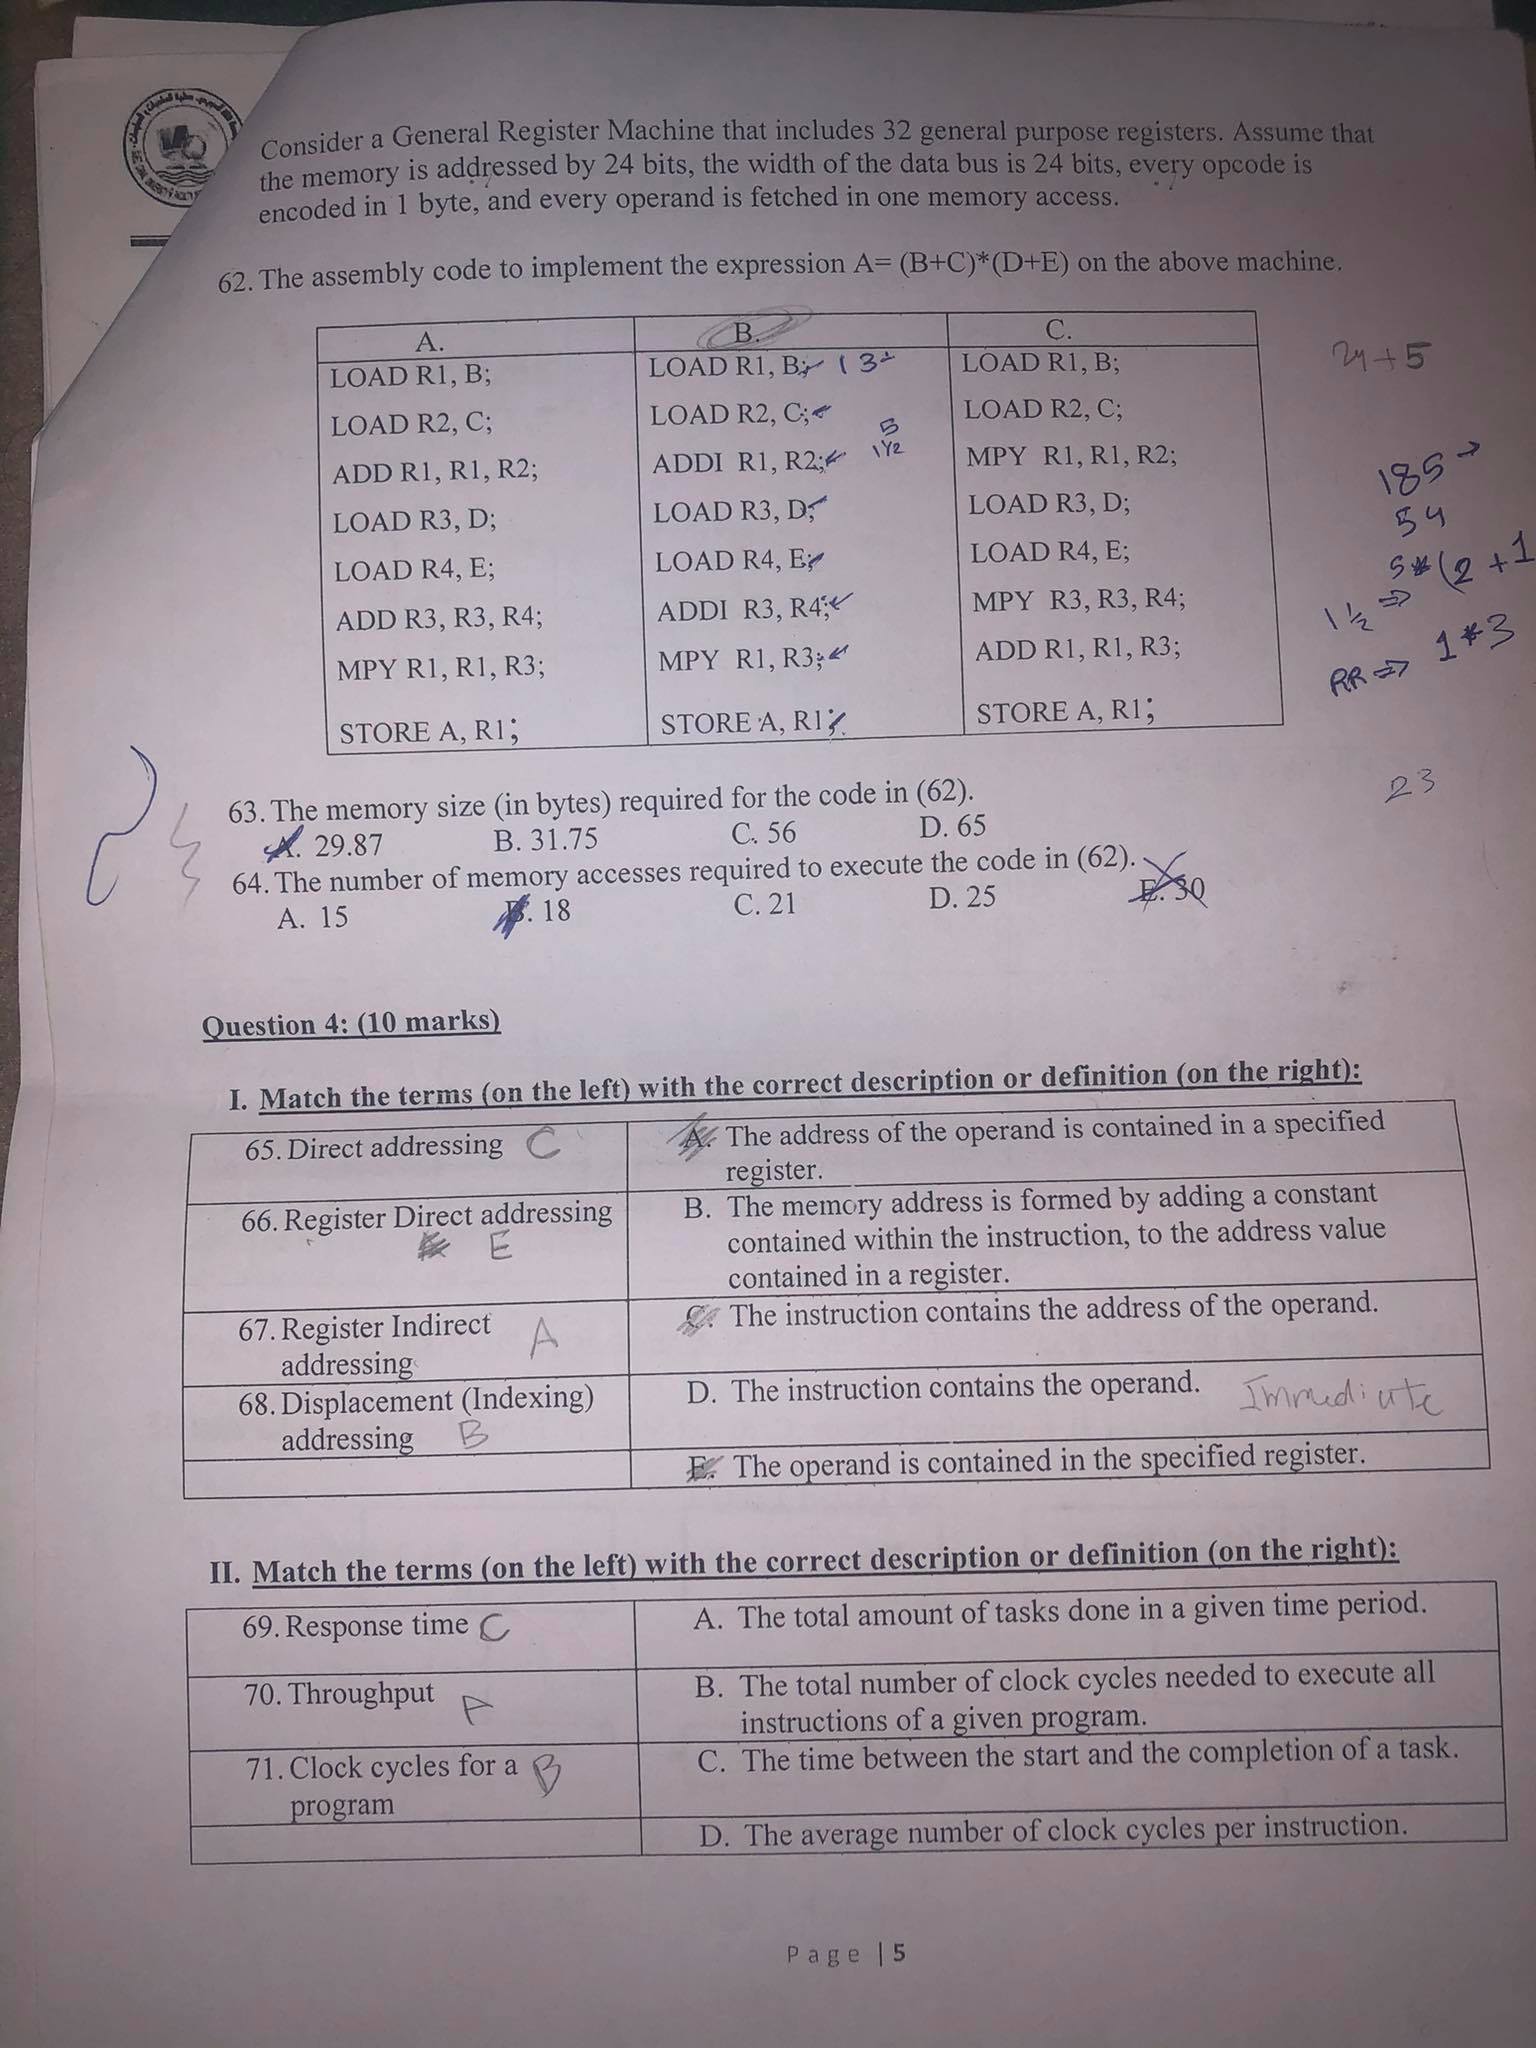 Consider a General Register Machine that includes 32 general purpose registers. Assume that
the memory is addressed by 24 bits, the width of the data bus is 24 bits, every opcode is
encoded in 1 byte, and every operand is fetched in one memory access.
62. The assembly code to implement the expression A= (B+C)*(D+E) on the above machine.
A. B. C.
LOAD R1, B; LOAD R1, B; LOAD R1, B;
LOAD R2, C; LOAD R2, C; LOAD R2, C;
ADD R1, R1, R2; ADDI R1, R2; MPY R1, R1, R2;
LOAD R3, D; LOAD R3, D; LOAD R3, D;
LOAD R4, E; LOAD R4, E; LOAD R4, E;
ADD R3, R3, R4; ADDI R3, R4; MPY R3, R3, R4;
MPY R1, R1, R3; MPY R1, R3; ADD R1, R1, R3;
STORE A, R1; STORE A, R1; STORE A, R1;
24+5
5
1 1/2
185
54
5*(2+1
1 1/2 =>
RR => 1*3
23
63. The memory size (in bytes) required for the code in (62).
A. 29.87 B. 31.75 C. 56 D. 65
64. The number of memory accesses required to execute the code in (62).
A. 15 B. 18 C. 21 D. 25 E. 30
Question 4: (10 marks)
I. Match the terms (on the left) with the correct description or definition (on the right):
65. Direct addressing C
A. The address of the operand is contained in a specified
register.
66. Register Direct addressing
E
B. The memory address is formed by adding a constant
contained within the instruction, to the address value
contained in a register.
67. Register Indirect
addressing A
C. The instruction contains the address of the operand.
68. Displacement (Indexing)
addressing B
D. The instruction contains the operand. Immediate
E. The operand is contained in the specified register.
II. Match the terms (on the left) with the correct description or definition (on the right):
69. Response time C
A. The total amount of tasks done in a given time period.
70. Throughput A
B. The total number of clock cycles needed to execute all
instructions of a given program.
71. Clock cycles for a B
program
C. The time between the start and the completion of a task.
D. The average number of clock cycles per instruction.
Page | 5